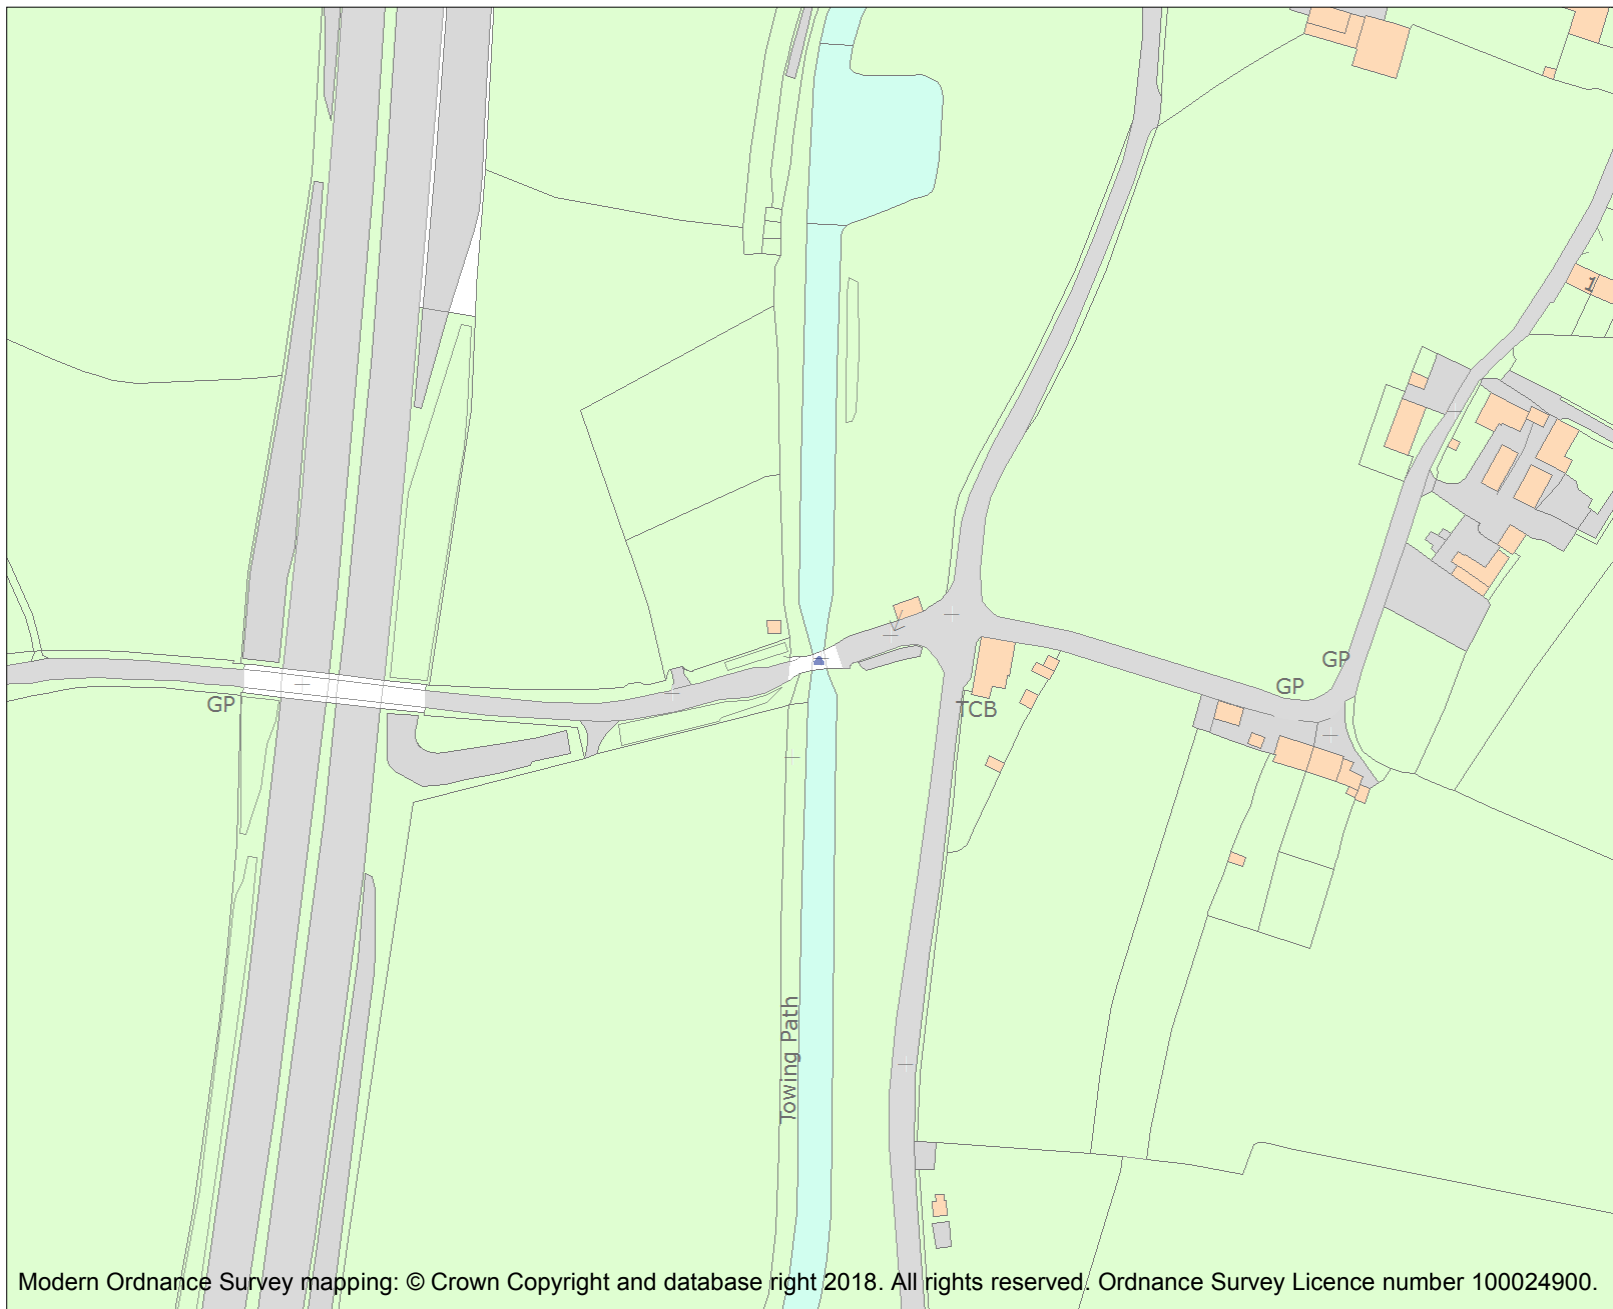 1
GP
GP
GP
TCB
Towing Path
Modern Ordnance Survey mapping: © Crown Copyright and database right 2018. All rights reserved. Ordnance Survey Licence number 100024900.